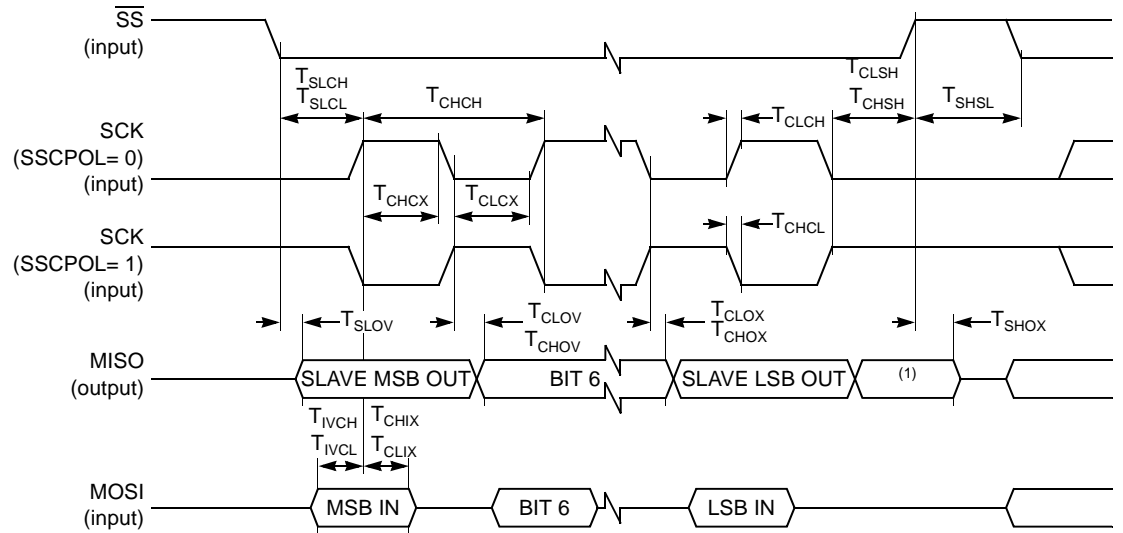 SS
(input)
T_SLCH
T_SLCL
T_CHCH
T_CLCH
T_CLSH
T_CHSH
T_SHSL
SCK
(SSCPOL= 0)
(input)
T_CHCX
T_CLCX
T_CHCL
SCK
(SSCPOL= 1)
(input)
T_SLOV
T_CLOV
T_CHOV
T_CLOX
T_CHOX
T_SHOX
MISO
(output)
SLAVE MSB OUT
BIT 6
SLAVE LSB OUT
(1)
T_IVCH
T_IVCL
T_CHIX
T_CLIX
MOSI
(input)
MSB IN
BIT 6
LSB IN